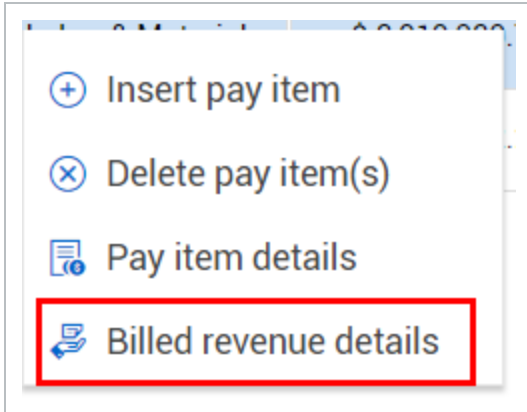 Insert pay item
Delete pay item(s)
Pay item details
Billed revenue details